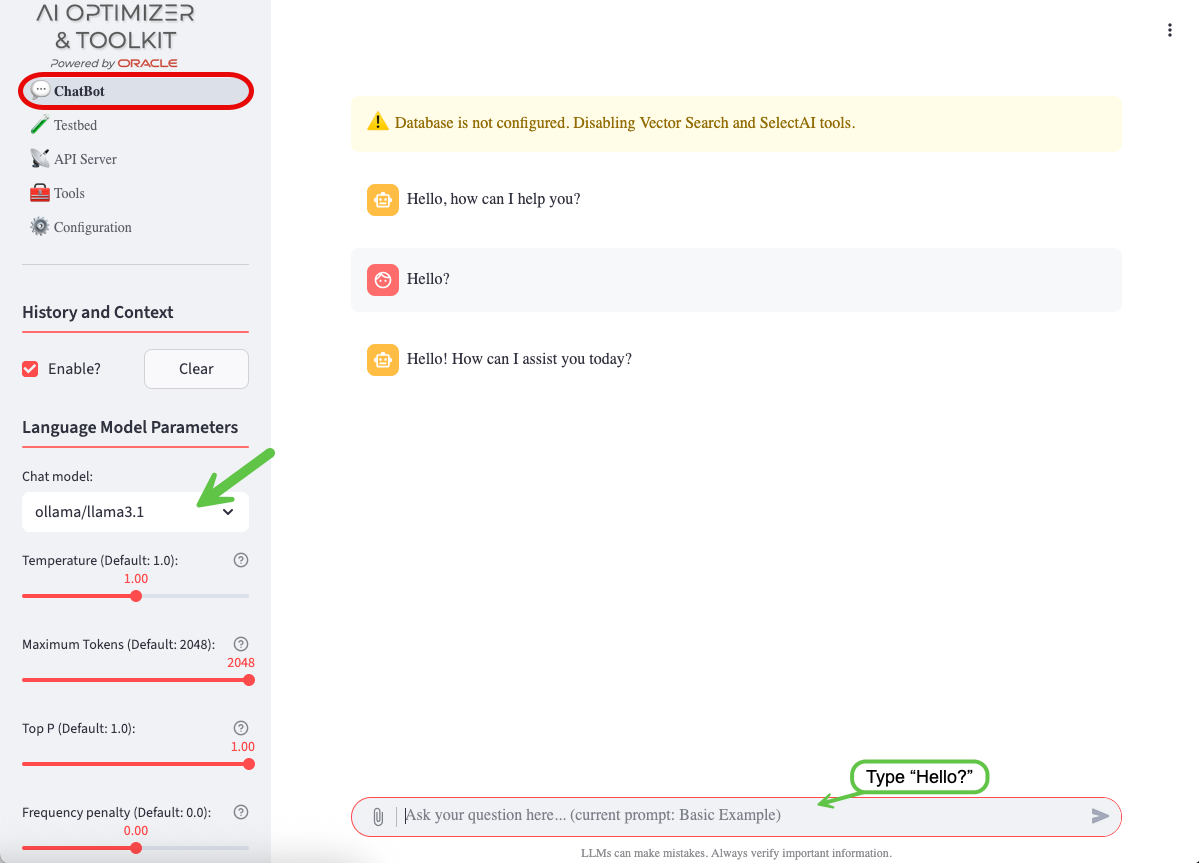 AI OPTIMIZER
& TOOLKIT
Powered by ORACLE
ChatBot
Testbed
API Server
Tools
Configuration
History and Context
Enable?
Clear
Language Model Parameters
Chat model:
ollama/llama3.1
Temperature (Default: 1.0):
1.00
Maximum Tokens (Default: 2048):
2048
Top P (Default: 1.0):
1.00
Frequency penalty (Default: 0.0):
0.00
Database is not configured. Disabling Vector Search and SelectAI tools.
Hello, how can I help you?
Hello?
Hello! How can I assist you today?
Type “Hello?”
Ask your question here... (current prompt: Basic Example)
LLMs can make mistakes. Always verify important information.